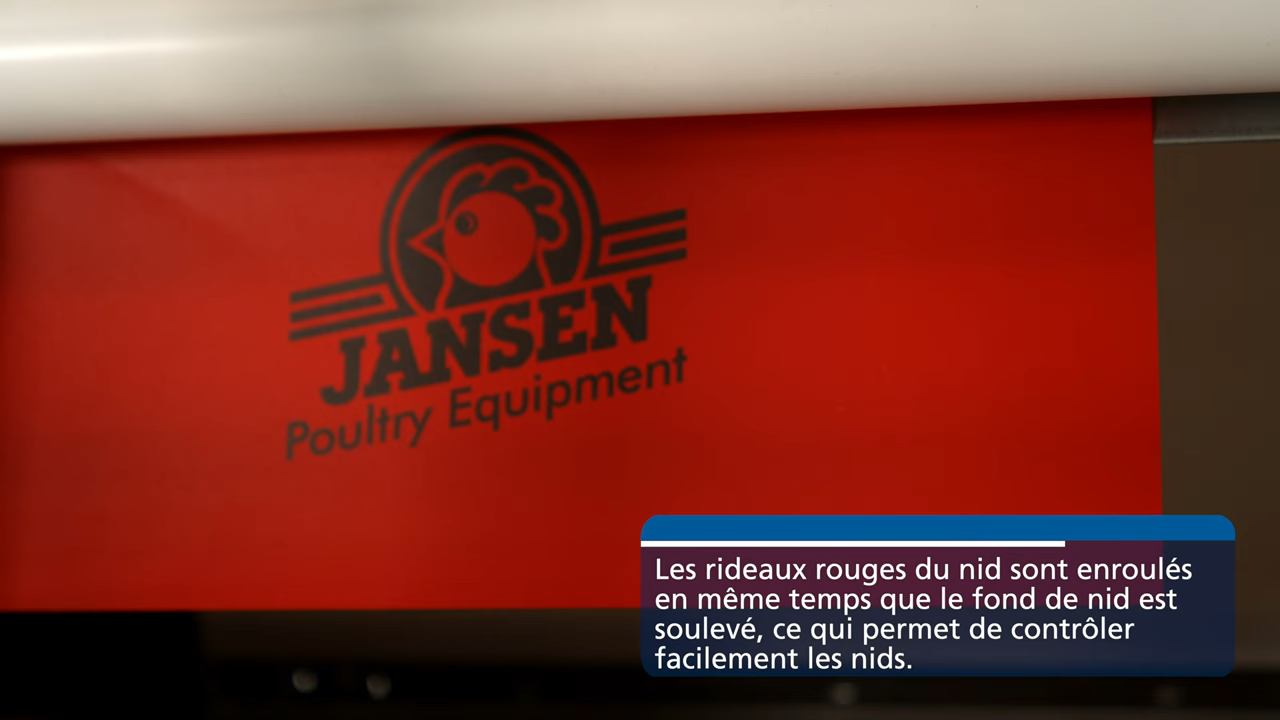 JANSEN
Poultry Equipment
Les rideaux rouges du nid sont enroulés
en même temps que le fond de nid est
soulevé, ce qui permet de contrôler
facilement les nids.